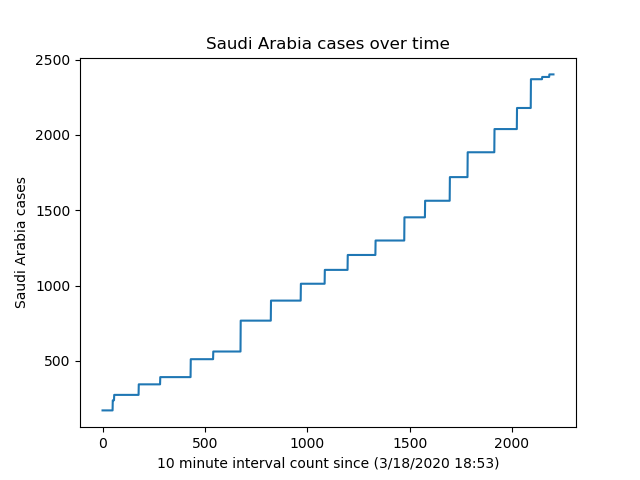 Saudi Arabia cases over time
2500
2000
1500
1000
500
Saudi Arabia cases
0 500 1000 1500 2000
10 minute interval count since (3/18/2020 18:53)